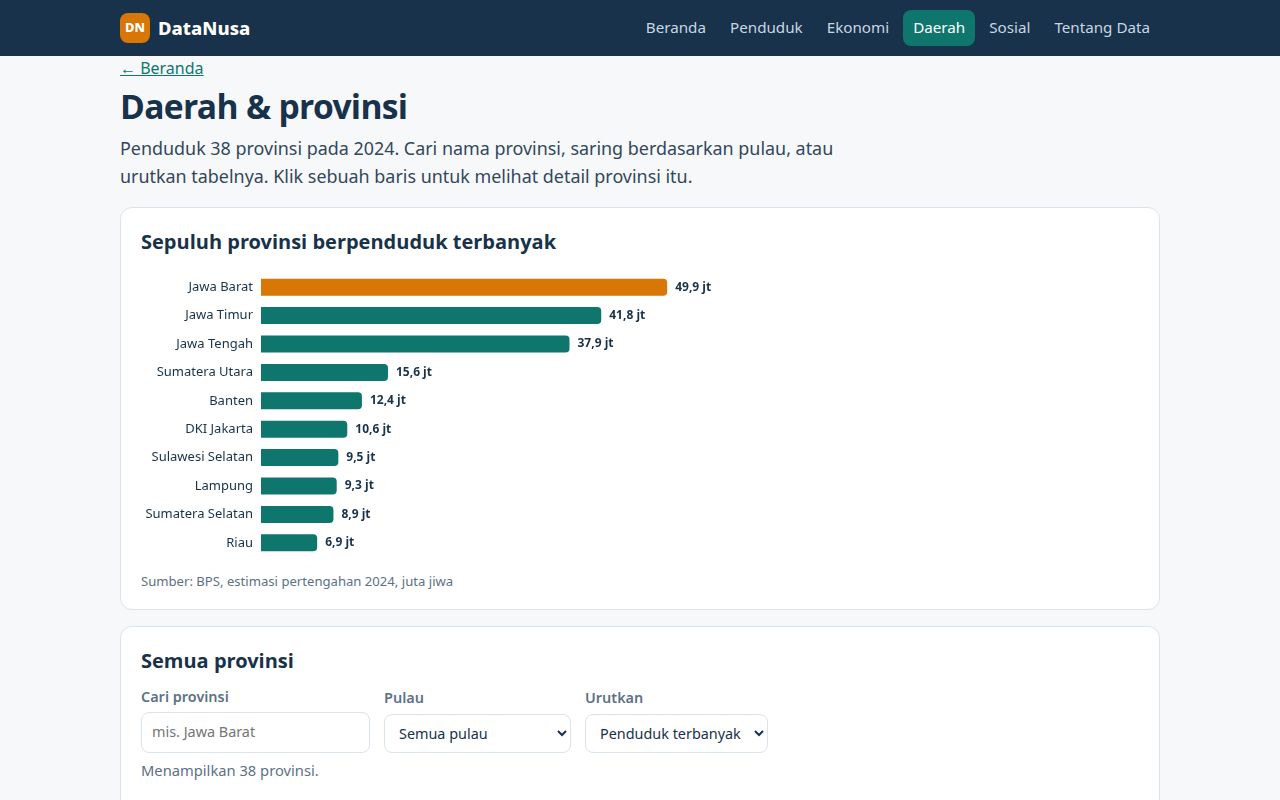 DN DataNusa Beranda Penduduk Ekonomi Daerah Sosial Tentang Data
← Beranda
Daerah & provinsi
Penduduk 38 provinsi pada 2024. Cari nama provinsi, saring berdasarkan pulau, atau
urutkan tabelnya. Klik sebuah baris untuk melihat detail provinsi itu.
Sepuluh provinsi berpenduduk terbanyak
Jawa Barat 49,9 jt
Jawa Timur 41,8 jt
Jawa Tengah 37,9 jt
Sumatera Utara 15,6 jt
Banten 12,4 jt
DKI Jakarta 10,6 jt
Sulawesi Selatan 9,5 jt
Lampung 9,3 jt
Sumatera Selatan 8,9 jt
Riau 6,9 jt
Sumber: BPS, estimasi pertengahan 2024, juta jiwa
Semua provinsi
Cari provinsi Pulau Urutkan
mis. Jawa Barat Semua pulau Penduduk terbanyak
Menampilkan 38 provinsi.